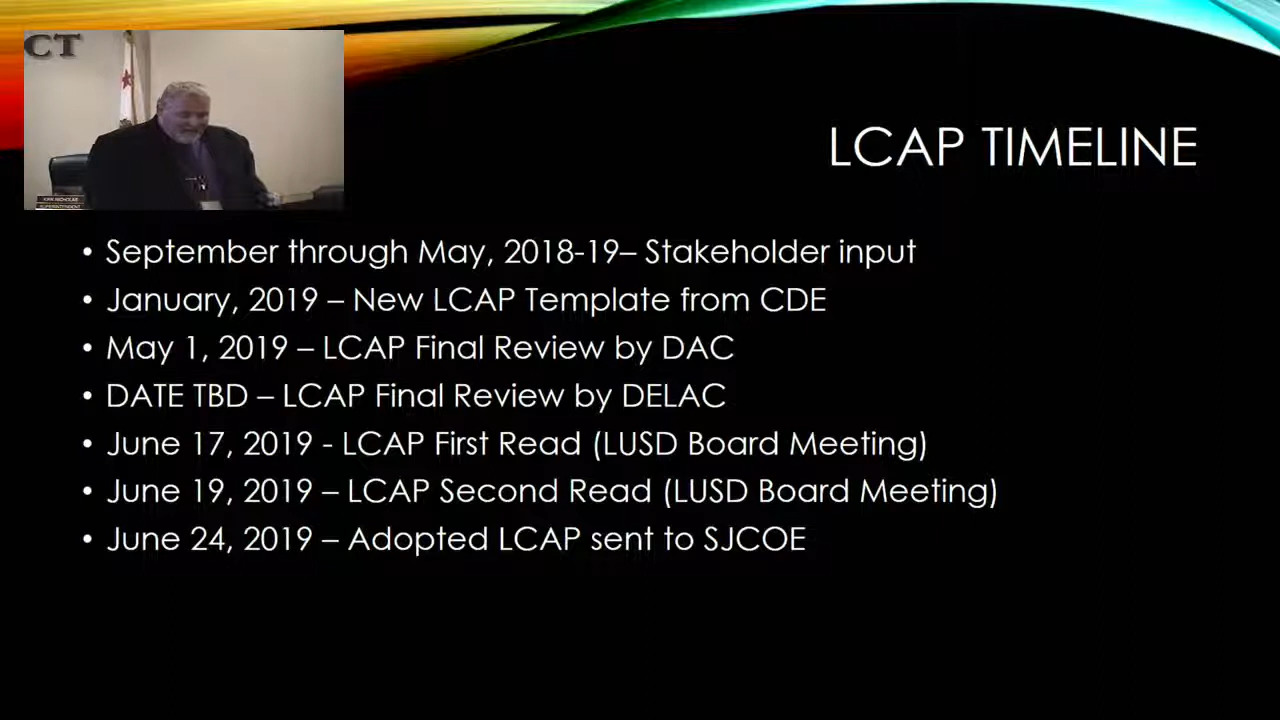 CT
KIRK NICHOLAS
SUPERINTENDENT
LCAP TIMELINE
• September through May, 2018-19– Stakeholder input
• January, 2019 – New LCAP Template from CDE
• May 1, 2019 – LCAP Final Review by DAC
• DATE TBD – LCAP Final Review by DELAC
• June 17, 2019 - LCAP First Read (LUSD Board Meeting)
• June 19, 2019 – LCAP Second Read (LUSD Board Meeting)
• June 24, 2019 – Adopted LCAP sent to SJCOE